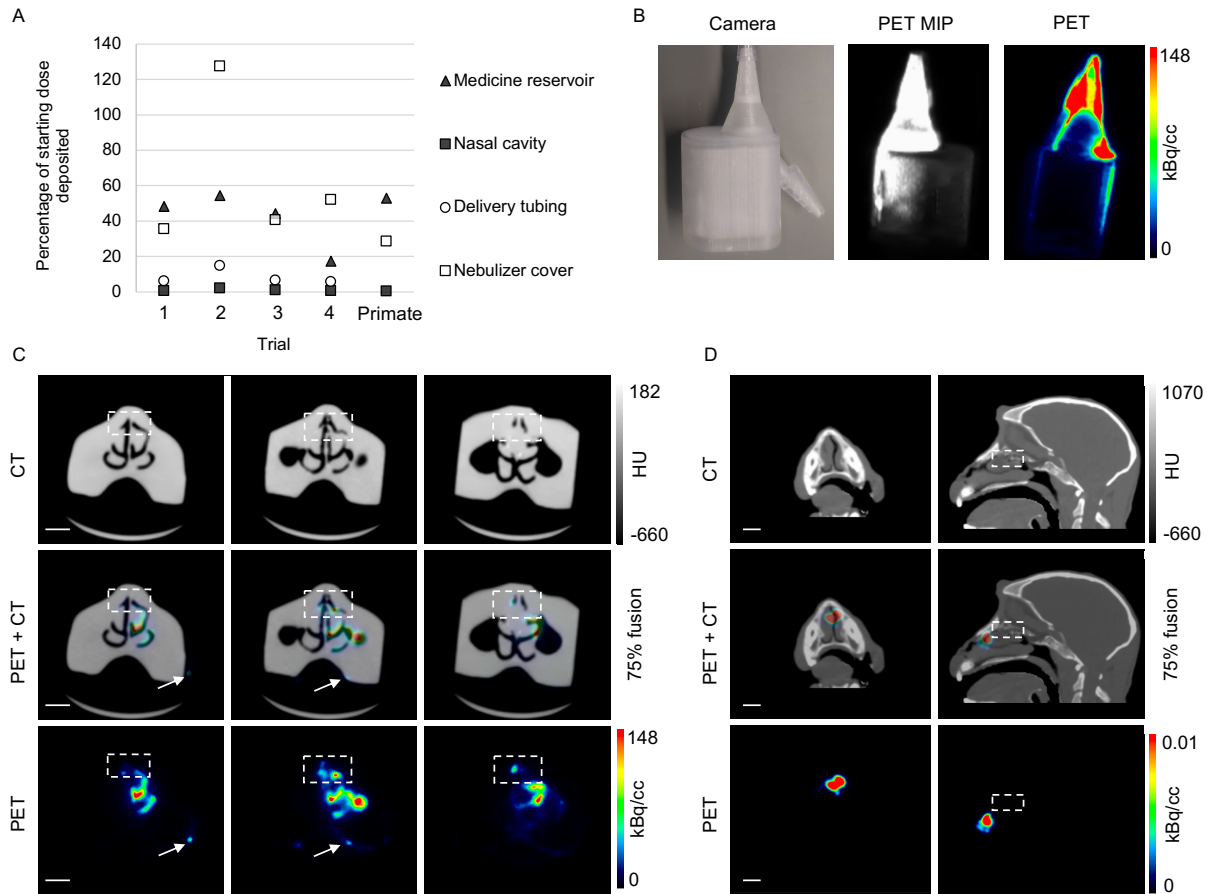 A
140
120
100
80
60
40
20
0
Percentage of starting dose
deposited
1 2 3 4 Primate
Trial
Medicine reservoir
Nasal cavity
Delivery tubing
Nebulizer cover
B
Camera PET MIP PET
148
kBq/cc
0
C
CT
182
HU
-660
PET + CT
75% fusion
PET
148
kBq/cc
0
D
CT
1070
HU
-660
PET + CT
75% fusion
PET
0.01
kBq/cc
0